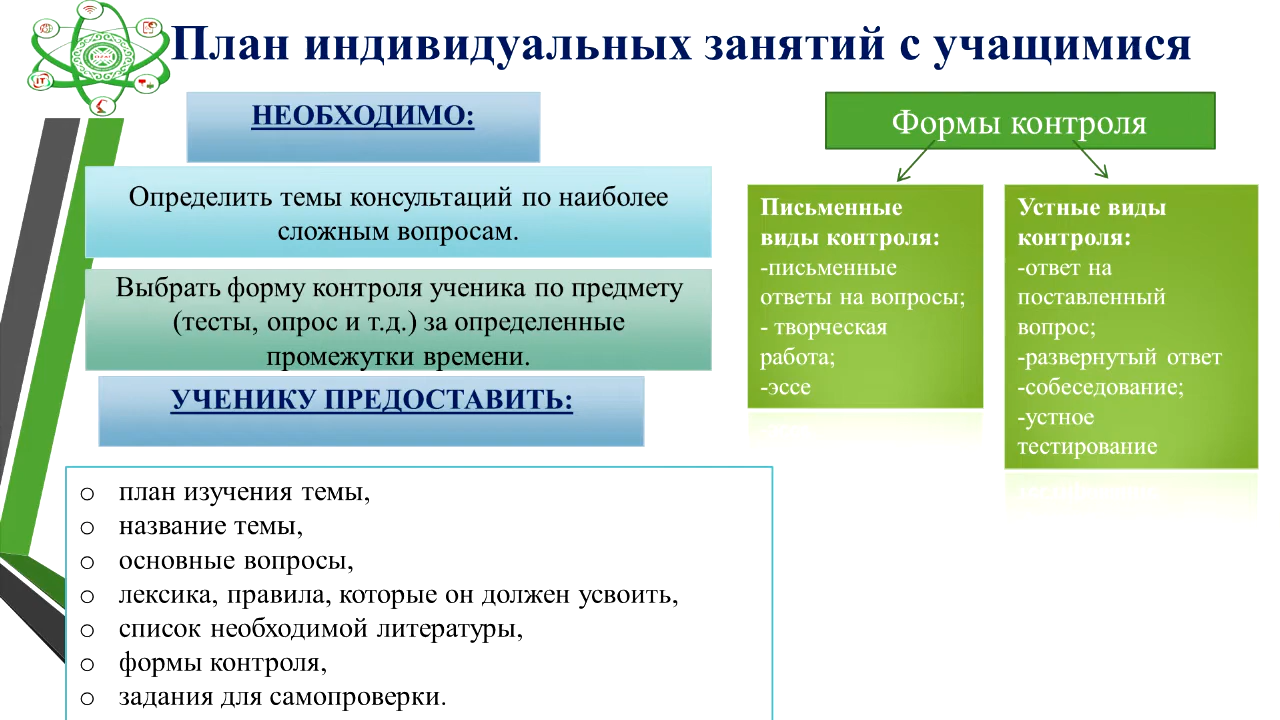 План индивидуальных занятий с учащимися
НЕОБХОДИМО:
Определить темы консультаций по наиболее
сложным вопросам.
Выбрать форму контроля ученика по предмету
(тесты, опрос и т.д.) за определенные
промежутки времени.
УЧЕНИКУ ПРЕДОСТАВИТЬ:
o план изучения темы,
o название темы,
o основные вопросы,
o лексика, правила, которые он должен усвоить,
o список необходимой литературы,
o формы контроля,
o задания для самопроверки.
Формы контроля
Письменные
виды контроля:
-письменные
ответы на вопросы;
- творческая
работа;
-эссе
Устные виды
контроля:
-ответ на
поставленный
вопрос;
-развернутый ответ
-собеседование;
-устное
тестирование
IT